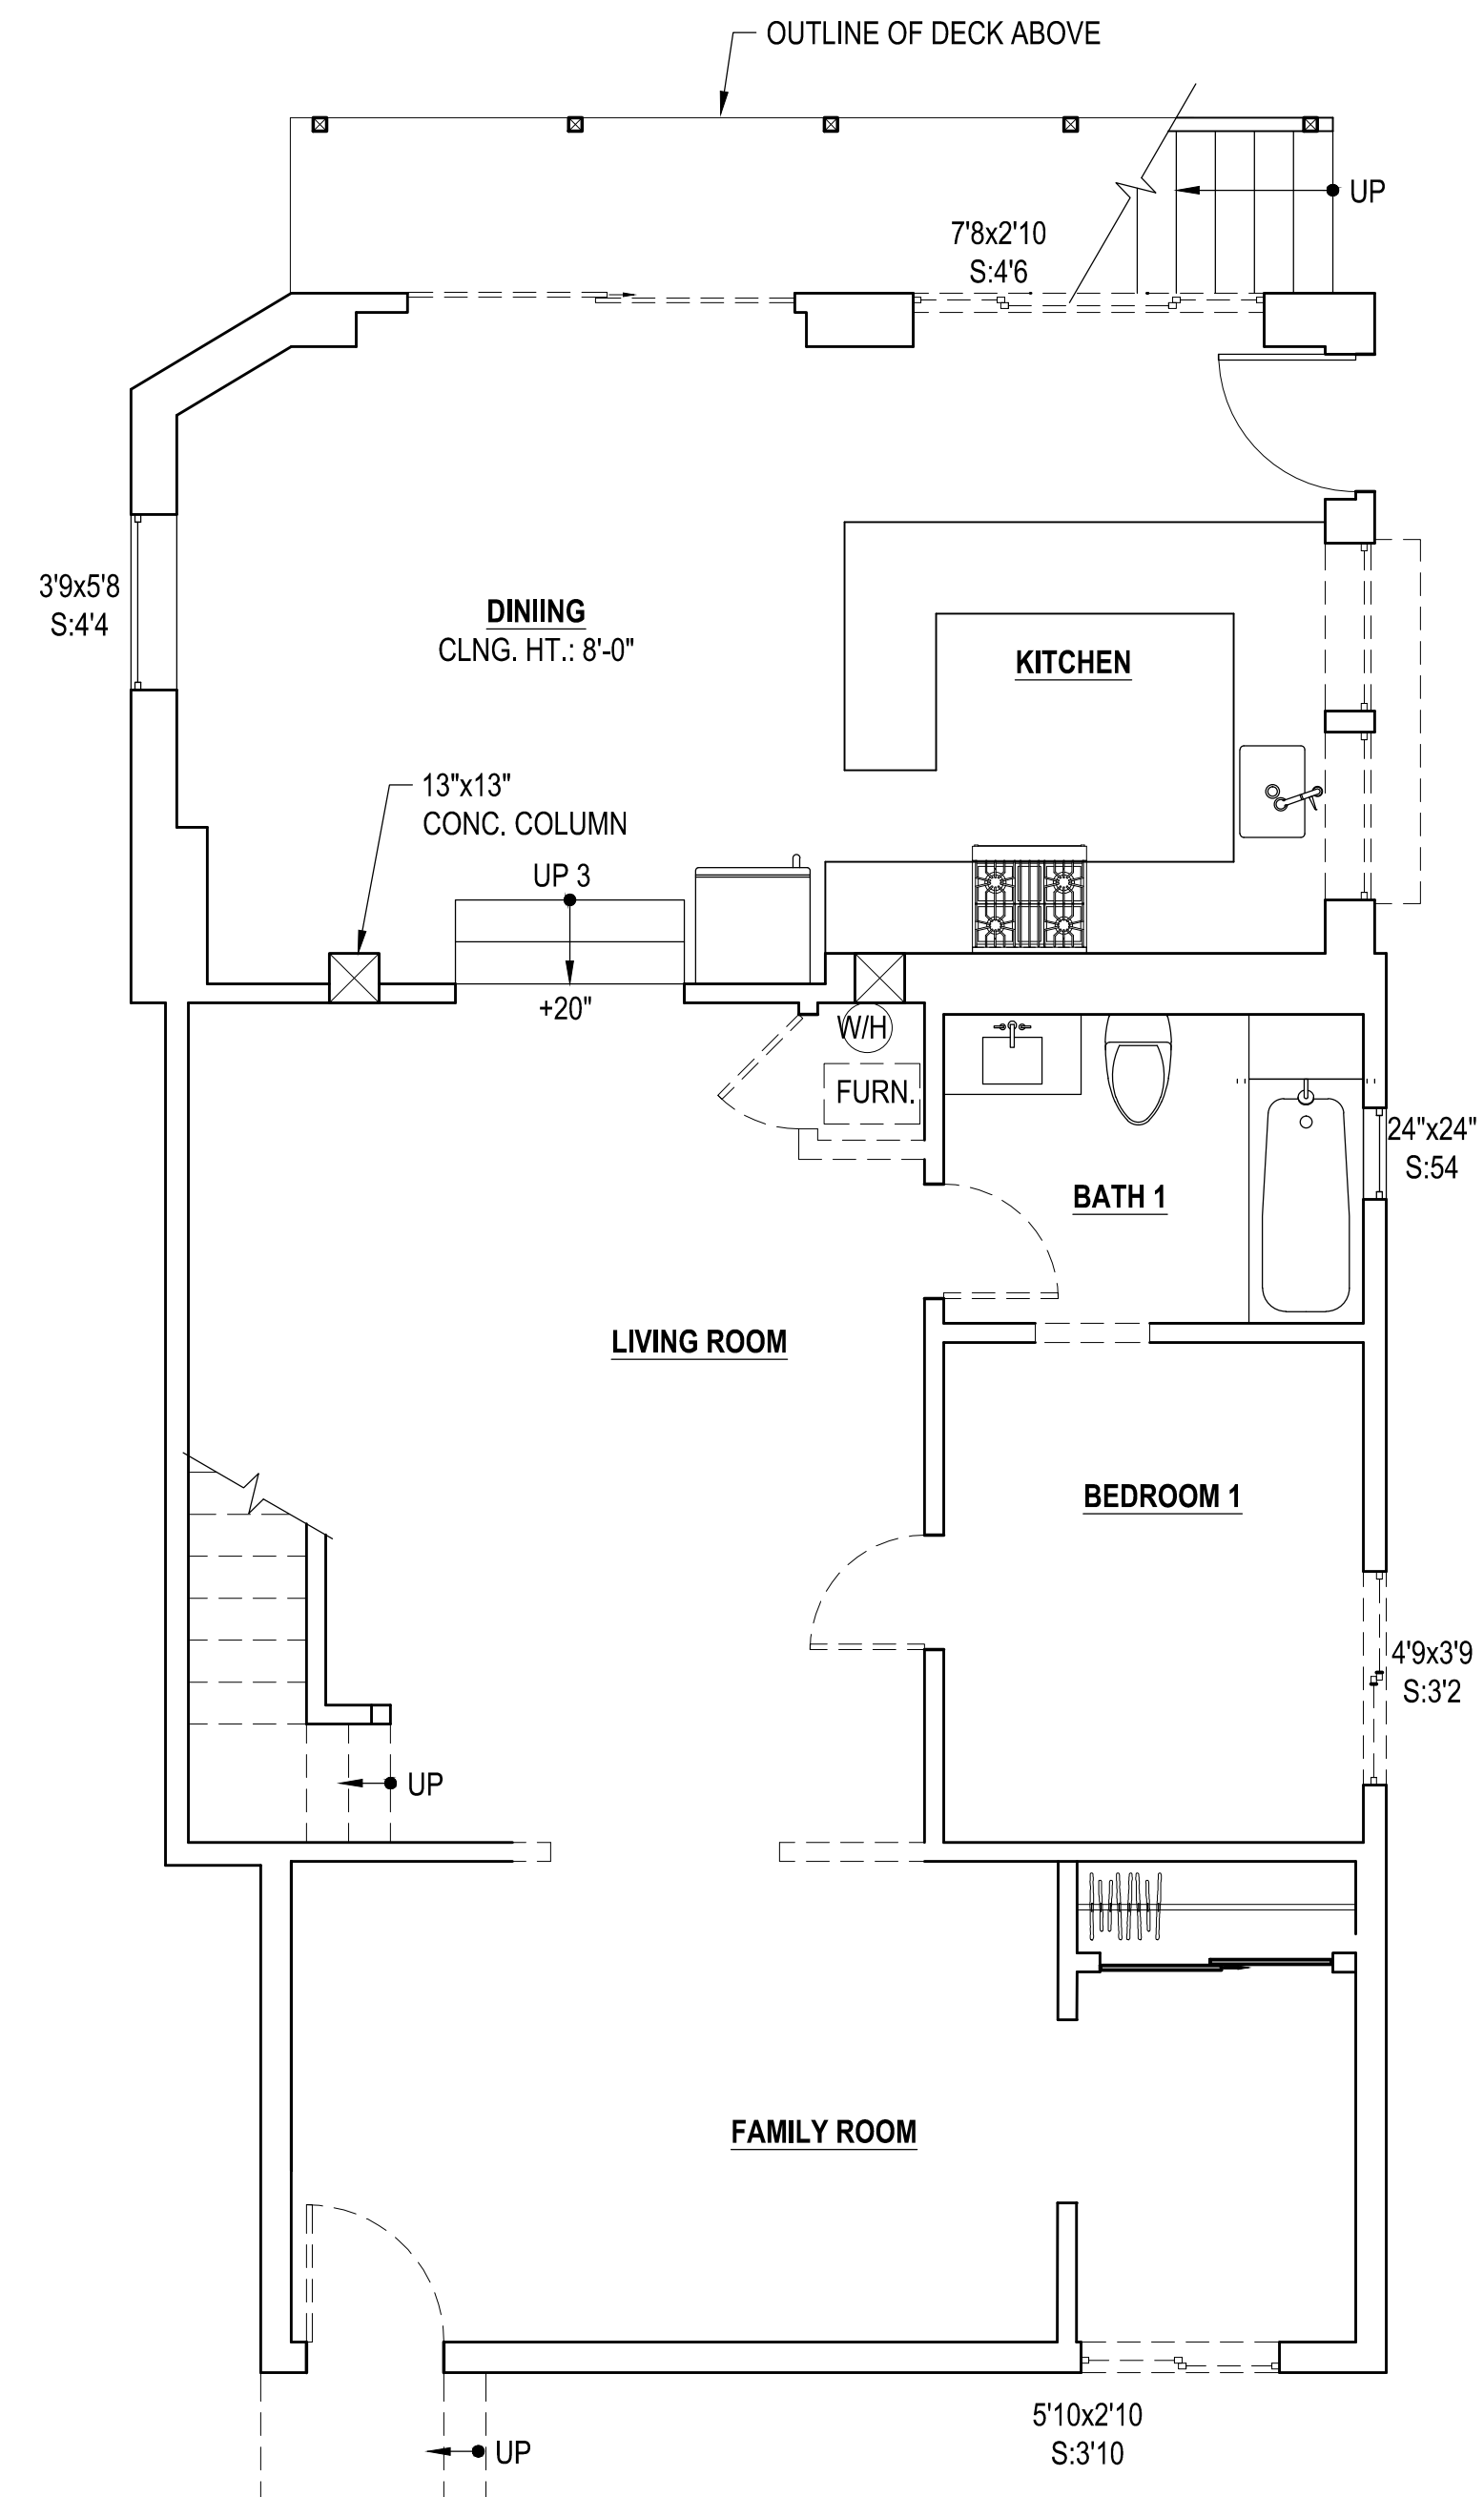 OUTLINE OF DECK ABOVE
UP
7'8x2'10
S:4'6
3'9x5'8
S:4'4
DINIING
CLNG. HT.: 8'-0"
KITCHEN
13"x13"
CONC. COLUMN
UP 3
+20"
W/H
FURN.
24"x24"
S:54
BATH 1
LIVING ROOM
BEDROOM 1
4'9x3'9
S:3'2
UP
FAMILY ROOM
5'10x2'10
S:3'10
UP